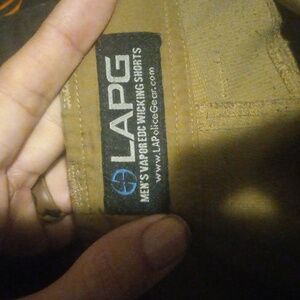 LAPG
MEN'S VAPOR EDC WICKING SHORTS
www.LAPoliceGear.com